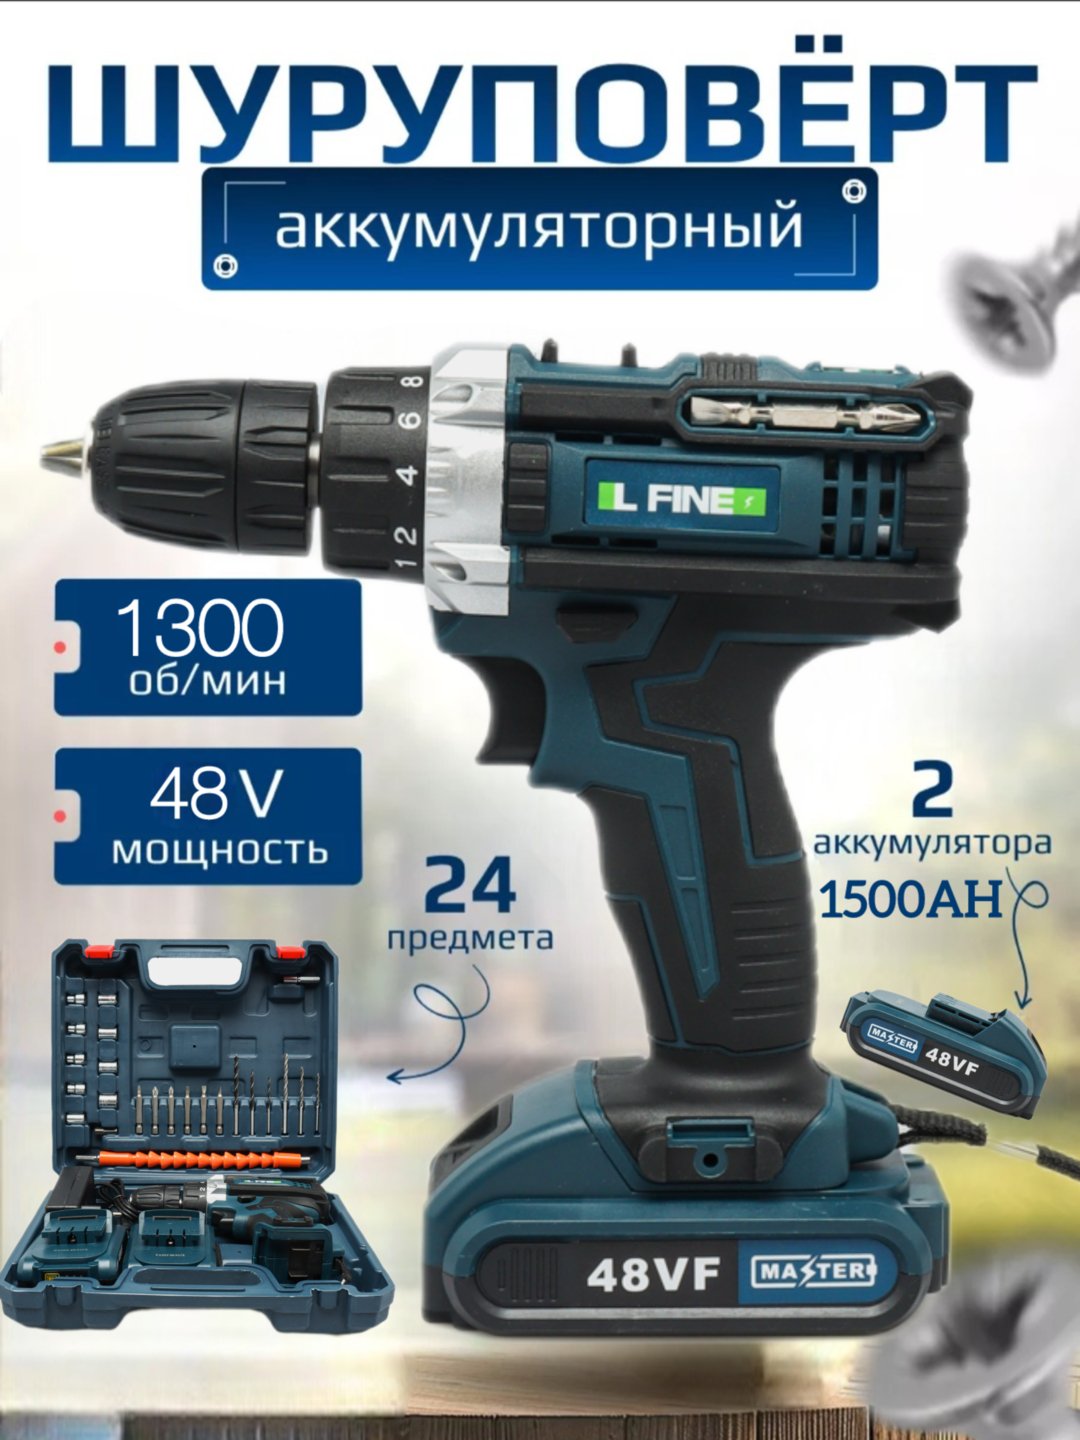 ШУРУПОВЁРТ
аккумуляторный
8
6
4
2
1
L FINE
1300
об/мин
48V
мощность
2
аккумулятора
1500AH
24
предмета
MASTER
48VF
48VF
MASTER